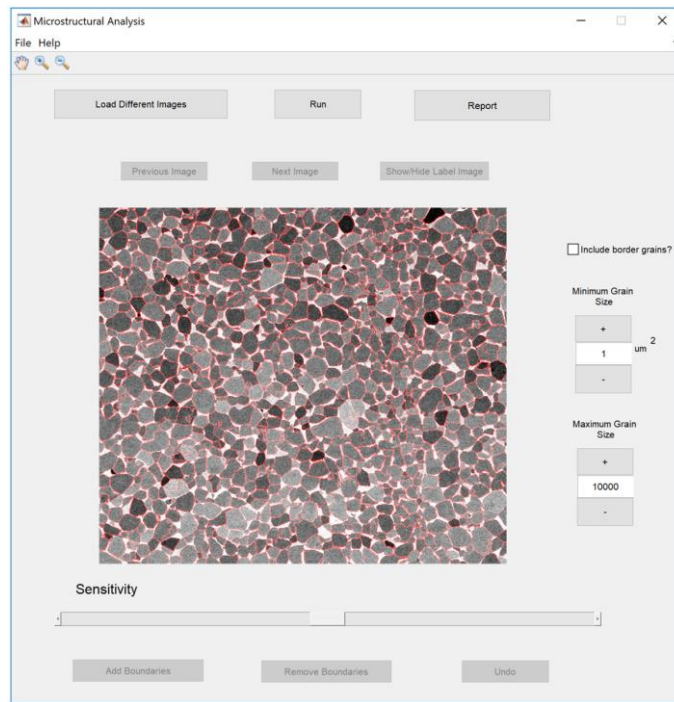 Microstructural Analysis
File Help
Load Different Images Run Report
Previous Image Next Image Show/Hide Label Image
Include border grains?
Minimum Grain
Size
+
1 um 2
-
Maximum Grain
Size
+
10000
-
Sensitivity
Add Boundaries Remove Boundaries Undo